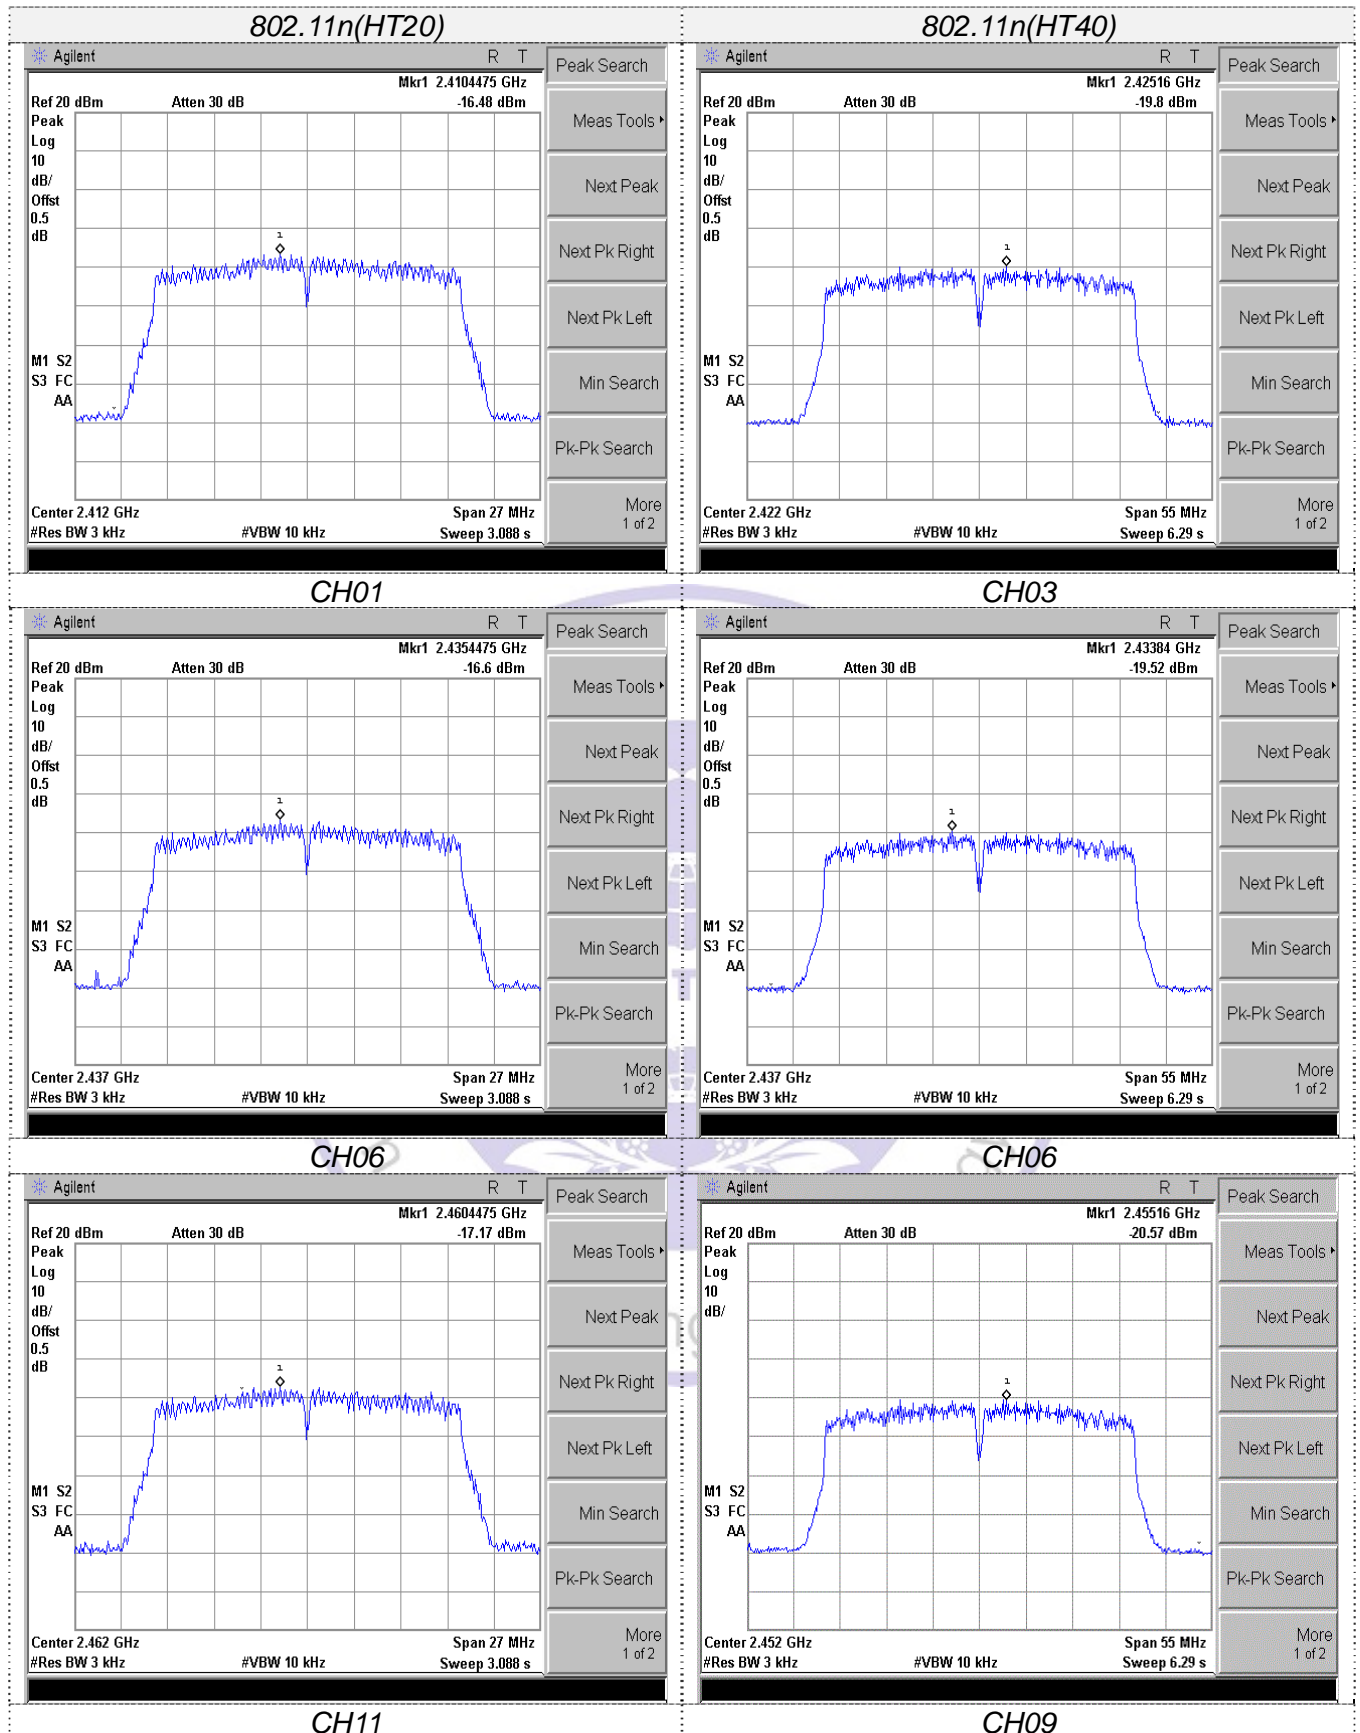 802.11n(HT20)
802.11n(HT40)
Agilent R T
Peak Search
Mkr1 2.4104475 GHz
Ref 20 dBm Atten 30 dB -16.48 dBm
Peak
Log
10
dB/
Offst
0.5
dB
1
M1 S2
S3 FC
AA
Center 2.412 GHz Span 27 MHz
#Res BW 3 kHz #VBW 10 kHz Sweep 3.088 s
Meas Tools
Next Peak
Next Pk Right
Next Pk Left
Min Search
Pk-Pk Search
More
1 of 2
Agilent R T
Peak Search
Mkr1 2.42516 GHz
Ref 20 dBm Atten 30 dB -19.8 dBm
Peak
Log
10
dB/
Offst
0.5
dB
1
M1 S2
S3 FC
AA
Center 2.422 GHz Span 55 MHz
#Res BW 3 kHz #VBW 10 kHz Sweep 6.29 s
Meas Tools
Next Peak
Next Pk Right
Next Pk Left
Min Search
Pk-Pk Search
More
1 of 2
CH01
CH03
Agilent R T
Peak Search
Mkr1 2.4354475 GHz
Ref 20 dBm Atten 30 dB -16.6 dBm
Peak
Log
10
dB/
Offst
0.5
dB
1
M1 S2
S3 FC
AA
Center 2.437 GHz Span 27 MHz
#Res BW 3 kHz #VBW 10 kHz Sweep 3.088 s
Meas Tools
Next Peak
Next Pk Right
Next Pk Left
Min Search
Pk-Pk Search
More
1 of 2
Agilent R T
Peak Search
Mkr1 2.43384 GHz
Ref 20 dBm Atten 30 dB -19.52 dBm
Peak
Log
10
dB/
Offst
0.5
dB
1
M1 S2
S3 FC
AA
Center 2.437 GHz Span 55 MHz
#Res BW 3 kHz #VBW 10 kHz Sweep 6.29 s
Meas Tools
Next Peak
Next Pk Right
Next Pk Left
Min Search
Pk-Pk Search
More
1 of 2
CH06
CH06
Agilent R T
Peak Search
Mkr1 2.4604475 GHz
Ref 20 dBm Atten 30 dB -17.17 dBm
Peak
Log
10
dB/
Offst
0.5
dB
1
M1 S2
S3 FC
AA
Center 2.462 GHz Span 27 MHz
#Res BW 3 kHz #VBW 10 kHz Sweep 3.088 s
Meas Tools
Next Peak
Next Pk Right
Next Pk Left
Min Search
Pk-Pk Search
More
1 of 2
Agilent R T
Peak Search
Mkr1 2.45516 GHz
Ref 20 dBm Atten 30 dB -20.57 dBm
Peak
Log
10
dB/
1
M1 S2
S3 FC
AA
Center 2.452 GHz Span 55 MHz
#Res BW 3 kHz #VBW 10 kHz Sweep 6.29 s
Meas Tools
Next Peak
Next Pk Right
Next Pk Left
Min Search
Pk-Pk Search
More
1 of 2
CH11
CH09